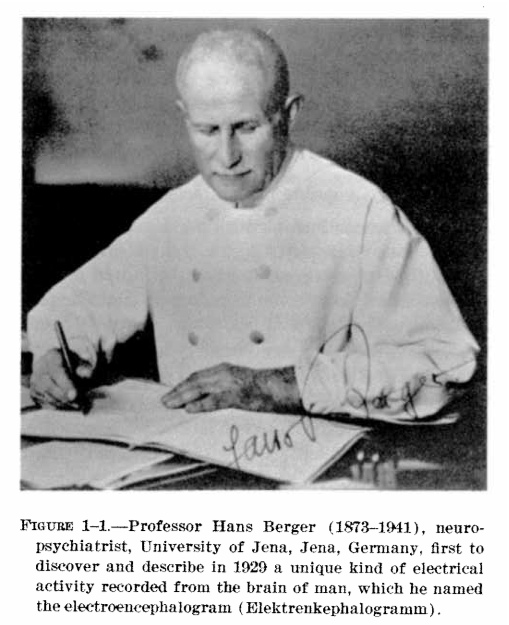 Hans Berger
FIGURE 1–1.—Professor Hans Berger (1873–1941), neuro-
psychiatrist, University of Jena, Jena, Germany, first to
discover and describe in 1929 a unique kind of electrical
activity recorded from the brain of man, which he named
the electroencephalogram (Elektrenkephalogramm).